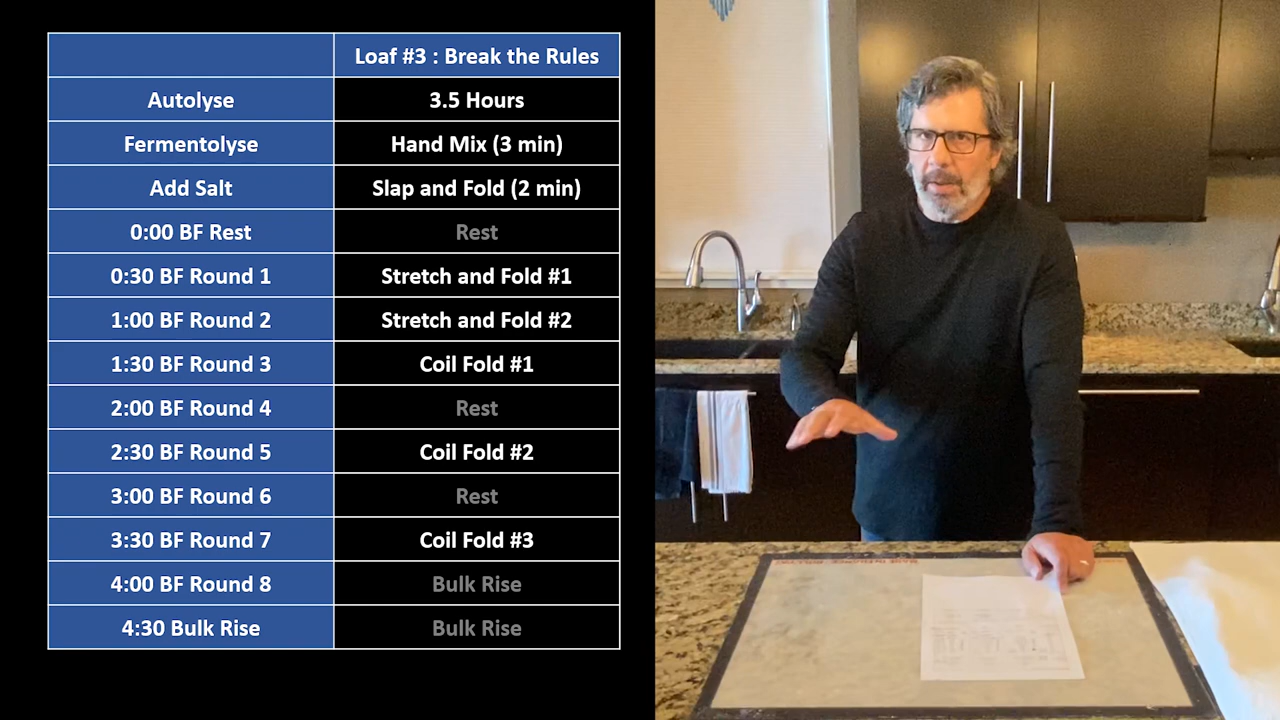 Loaf #3 : Break the Rules
Autolyse 3.5 Hours
Fermentolyse Hand Mix (3 min)
Add Salt Slap and Fold (2 min)
0:00 BF Rest Rest
0:30 BF Round 1 Stretch and Fold #1
1:00 BF Round 2 Stretch and Fold #2
1:30 BF Round 3 Coil Fold #1
2:00 BF Round 4 Rest
2:30 BF Round 5 Coil Fold #2
3:00 BF Round 6 Rest
3:30 BF Round 7 Coil Fold #3
4:00 BF Round 8 Bulk Rise
4:30 Bulk Rise Bulk Rise